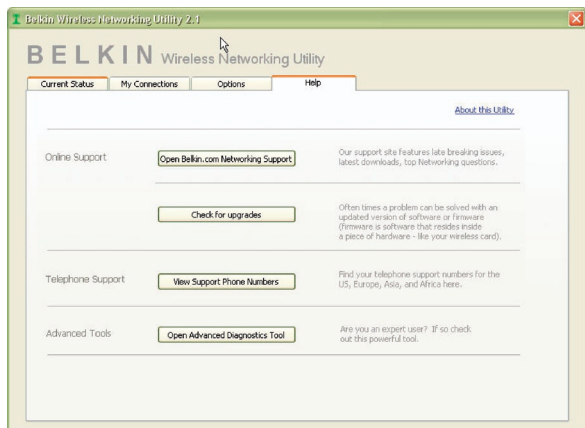 Belkin Wireless Networking Utility 2.1
BELKIN Wireless Networking Utility
Current Status
My Connections
Options
Help
About this Utility
Online Support
Open Belkin.com Networking Support
Our support site features late breaking issues,
latest downloads, top Networking questions.
Check for upgrades
Often times a problem can be solved with an
updated version of software or firmware
(firmware is software that resides inside
a piece of hardware - like your wireless card).
Telephone Support
View Support Phone Numbers
Find your telephone support numbers for the
US, Europe, Asia, and Africa here.
Advanced Tools
Open Advanced Diagnostics Tool
Are you an expert user? If so check
out this powerful tool.